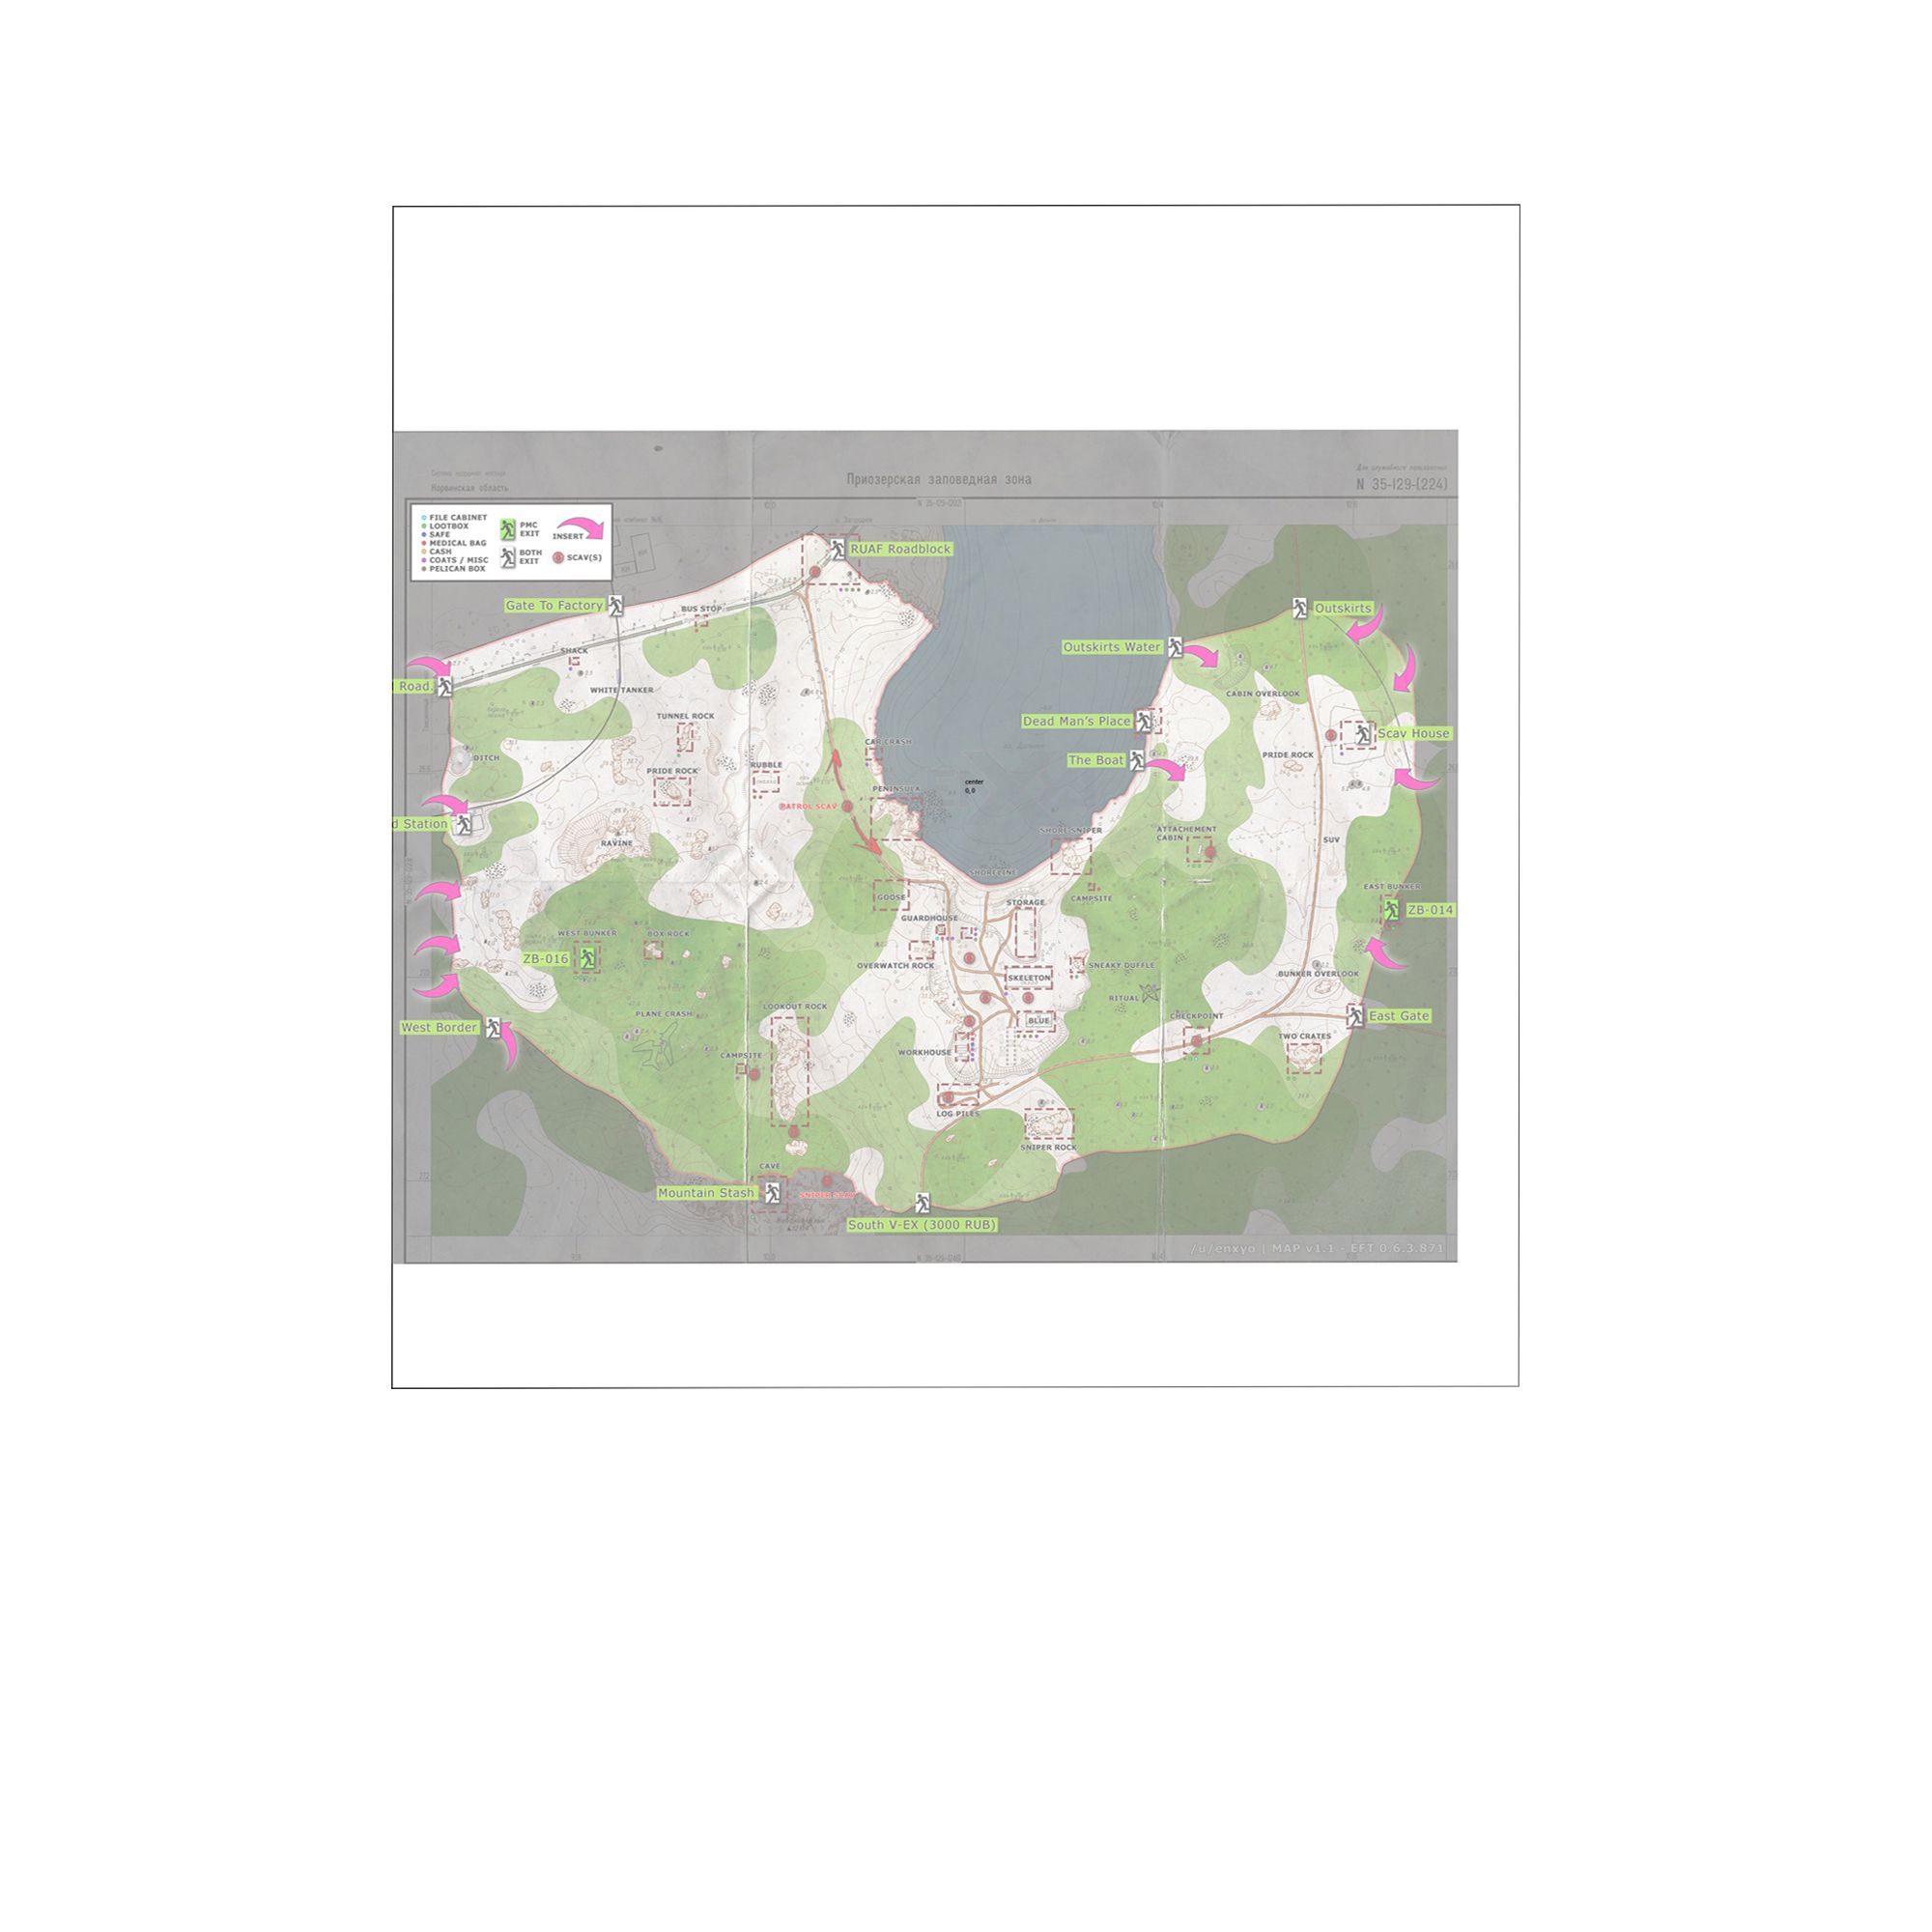 Приозерская заповедная зона
Норвинская область
Для служебного пользования
N 35-129-(224)
FILE CABINET
LOOTBOX
SAFE
MEDICAL BAG
CASH
COATS / MISC
PELICAN BOX
PMC
EXIT
BOTH
EXIT
INSERT
SCAV(S)
RUAF Roadblock
Gate To Factory
BUS STOP
Outskirts
Outskirts Water
SHACK
Road
WHITE TANKER
CABIN OVERLOOK
TUNNEL ROCK
Dead Man's Place
Scav House
CAR CRASH
DITCH
PRIDE ROCK
The Boat
RUBBLE
PRIDE ROCK
center
0,0
PENINSULA
PATROL SCAV
d Station
SHORE SNIPER
ATTACHEMENT
CABIN
RAVINE
SUV
SHORELINE
EAST BUNKER
GOOSE
CAMPSITE
STORAGE
ZB-014
GUARDHOUSE
WEST BUNKER
BOX ROCK
ZB-016
OVERWATCH ROCK
SNEAKY DUFFLE
SKELETON
BUNKER OVERLOOK
RITUAL
LOOKOUT ROCK
PLANE CRASH
CHECKPOINT
East Gate
BLUE
West Border
TWO CRATES
CAMPSITE
WORKHOUSE
LOG PILES
SNIPER ROCK
CAVE
Mountain Stash
SNIPER SCAV
South V-EX (3000 RUB)
/u/enxyo | MAP v1.1 - EFT 0.6.3.871